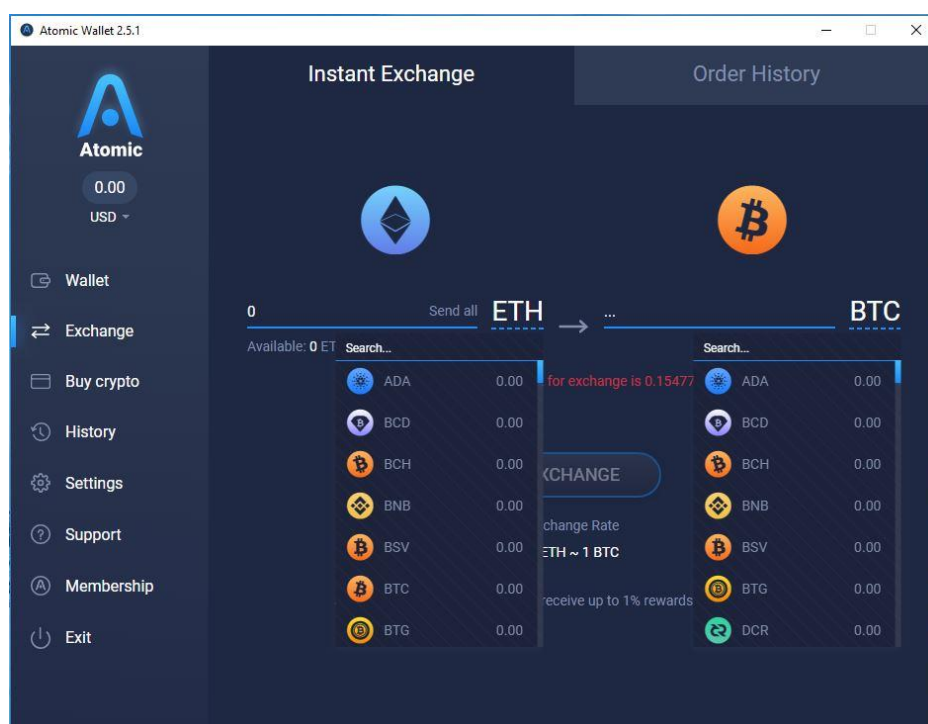 Atomic Wallet 2.5.1
Instant Exchange
Order History
Atomic
0.00
USD
Wallet
Exchange
Buy crypto
History
Settings
Support
Membership
Exit
0 Send all ETH
... BTC
Available: 0 ET
for exchange is 0.15477
Search...
ADA 0.00
BCD 0.00
BCH 0.00
BNB 0.00
BSV 0.00
BTC 0.00
BTG 0.00
XCHANGE
xchange Rate
ETH ~ 1 BTC
receive up to 1% rewards
Search...
ADA 0.00
BCD 0.00
BCH 0.00
BNB 0.00
BSV 0.00
BTG 0.00
DCR 0.00